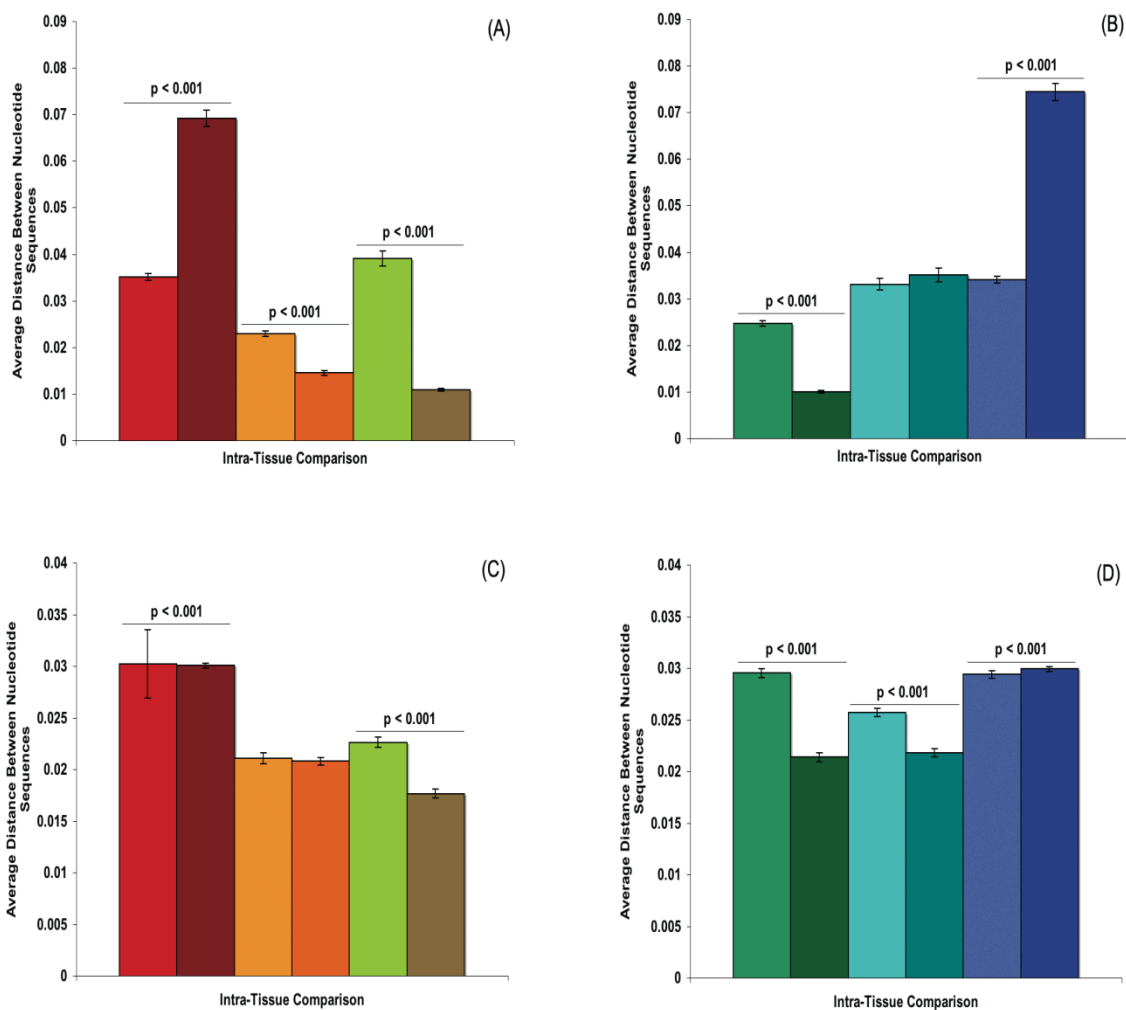 (A)
Average Distance Between Nucleotide
Sequences
0.09
0.08
0.07
0.06
0.05
0.04
0.03
0.02
0.01
0
p < 0.001
p < 0.001
p < 0.001
Intra-Tissue Comparison
(B)
Average Distance Between Nucleotide
Sequences
0.09
0.08
0.07
0.06
0.05
0.04
0.03
0.02
0.01
0
p < 0.001
p < 0.001
Intra-Tissue Comparison
(C)
Average Distance Between Nucleotide
Sequences
0.04
0.035
0.03
0.025
0.02
0.015
0.01
0.005
0
p < 0.001
p < 0.001
Intra-Tissue Comparison
(D)
Average Distance Between Nucleotide
Sequences
0.04
0.035
0.03
0.025
0.02
0.015
0.01
0.005
0
p < 0.001
p < 0.001
p < 0.001
Intra-Tissue Comparison